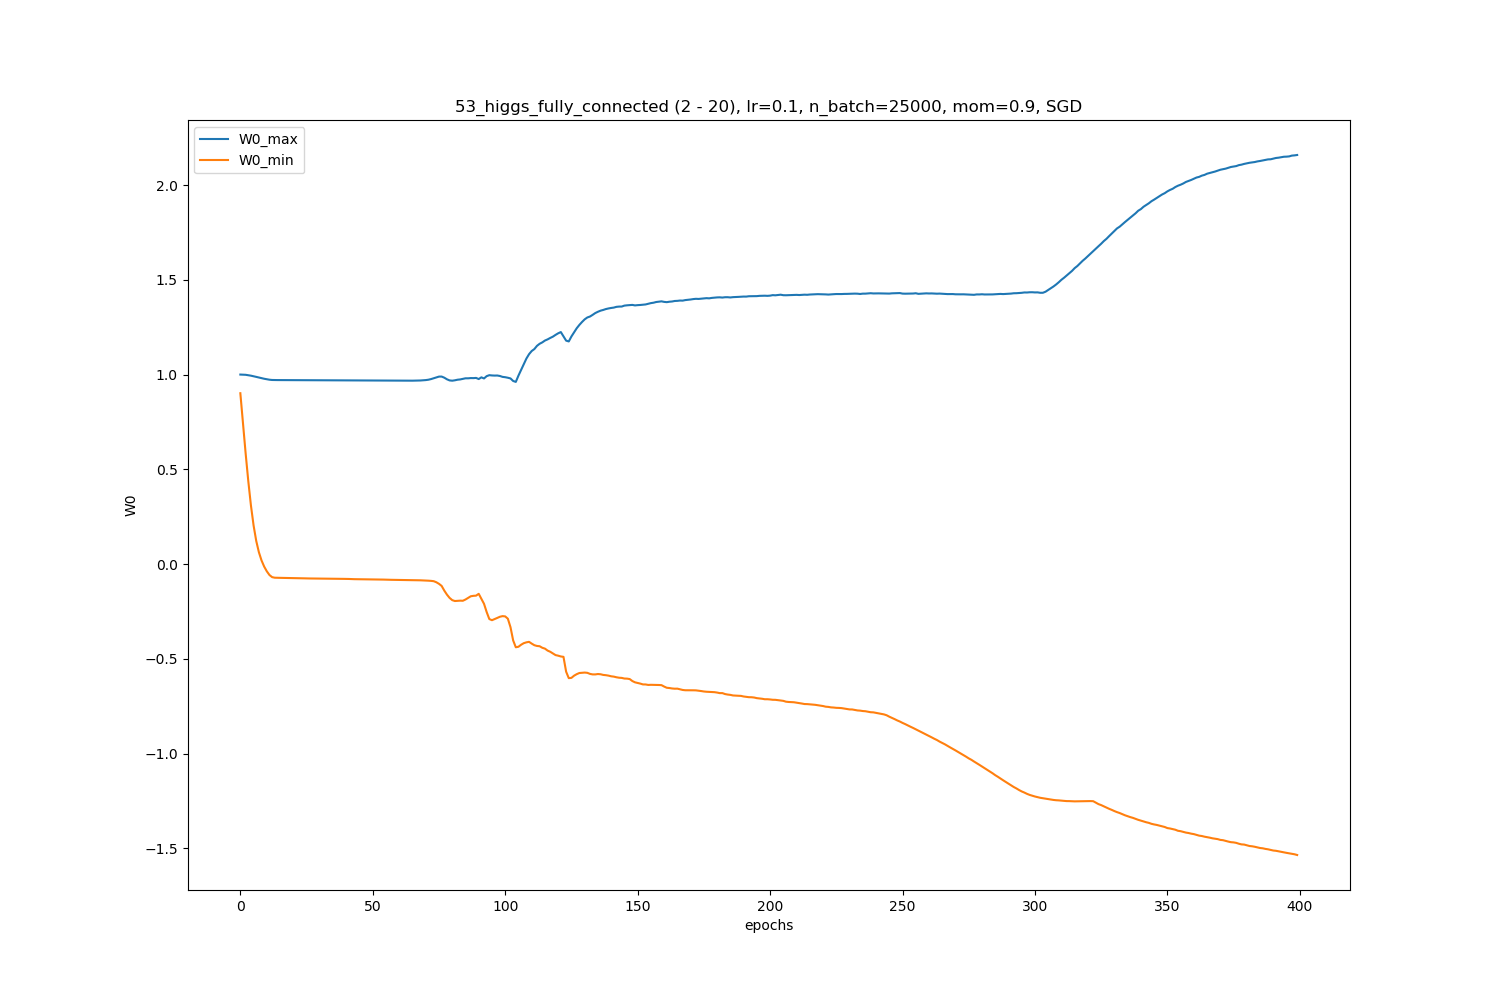 53_higgs_fully_connected (2 - 20), lr=0.1, n_batch=25000, mom=0.9, SGD
W0_max
W0_min
2.0
1.5
1.0
0.5
0.0
−0.5
−1.0
−1.5
W0
0 50 100 150 200 250 300 350 400
epochs